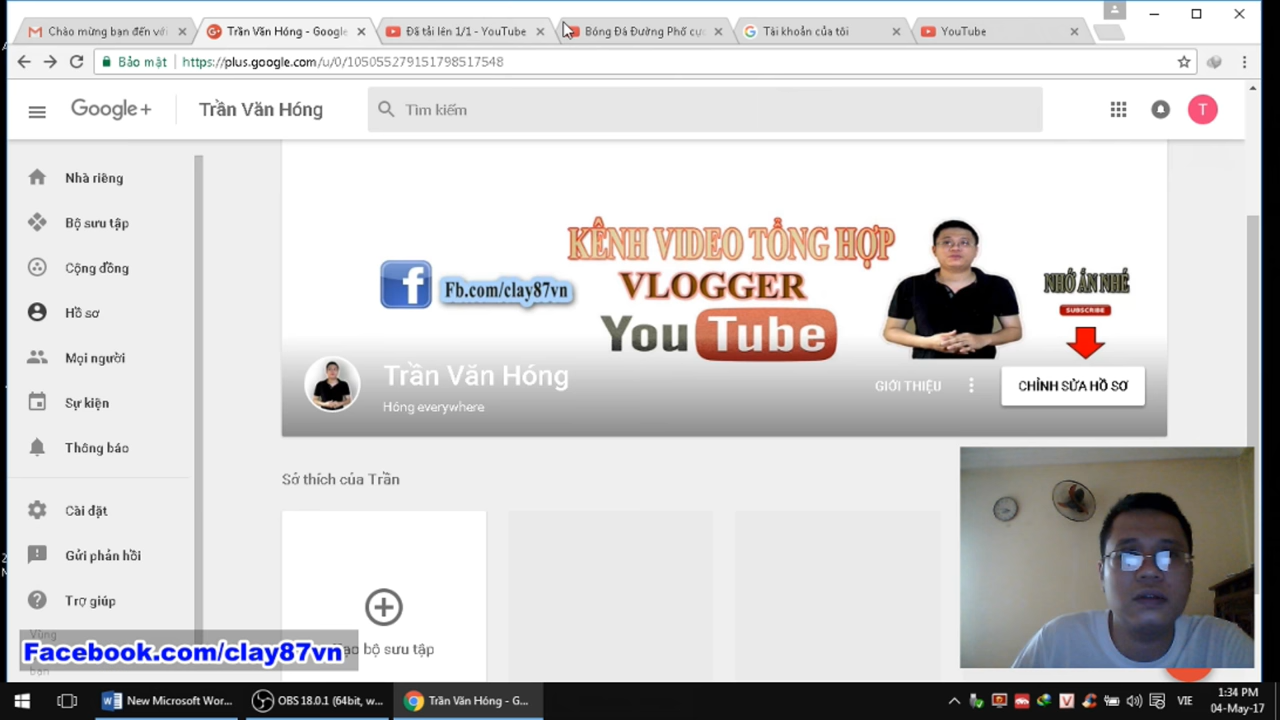 Chào mừng bạn đến với
Trần Văn Hóng - Google
Đã tải lên 1/1 - YouTube
Bóng Đá Đường Phố cự
Tài khoản của tôi
YouTube
Bảo mật
https://plus.google.com/u/0/105055279151798517548
Google+
Trần Văn Hóng
Tìm kiếm
T
Nhà riêng
Bộ sưu tập
Cộng đồng
Hồ sơ
Mọi người
Sự kiện
Thông báo
Cài đặt
Gửi phản hồi
Trợ giúp
Vùng
bạn
Facebook.com/clay87vn
KÊNH VIDEO TỔNG HỢP
VLOGGER
YouTube
Fb.com/clay87vn
NHỚ ẤN NHÉ
SUBSCRIBE
Trần Văn Hóng
Hóng everywhere
GIỚI THIỆU
CHỈNH SỬA HỒ SƠ
Sở thích của Trần
bộ sưu tập
New Microsoft Wor...
OBS 18.0.1 (64bit, w...
Trần Văn Hóng - G...
VIE
1:34 PM
04-May-17